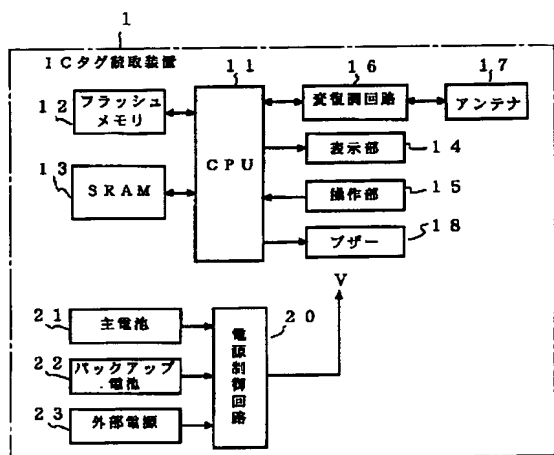 1
ICタグ読取装置
11
16
17
12
フラッシュ
メモリ
CPU
変復調回路
アンテナ
表示部
14
13
SRAM
操作部
15
ブザー
18
V
21
主電池
20
22
バックアップ
電池
電源制御回路
23
外部電源